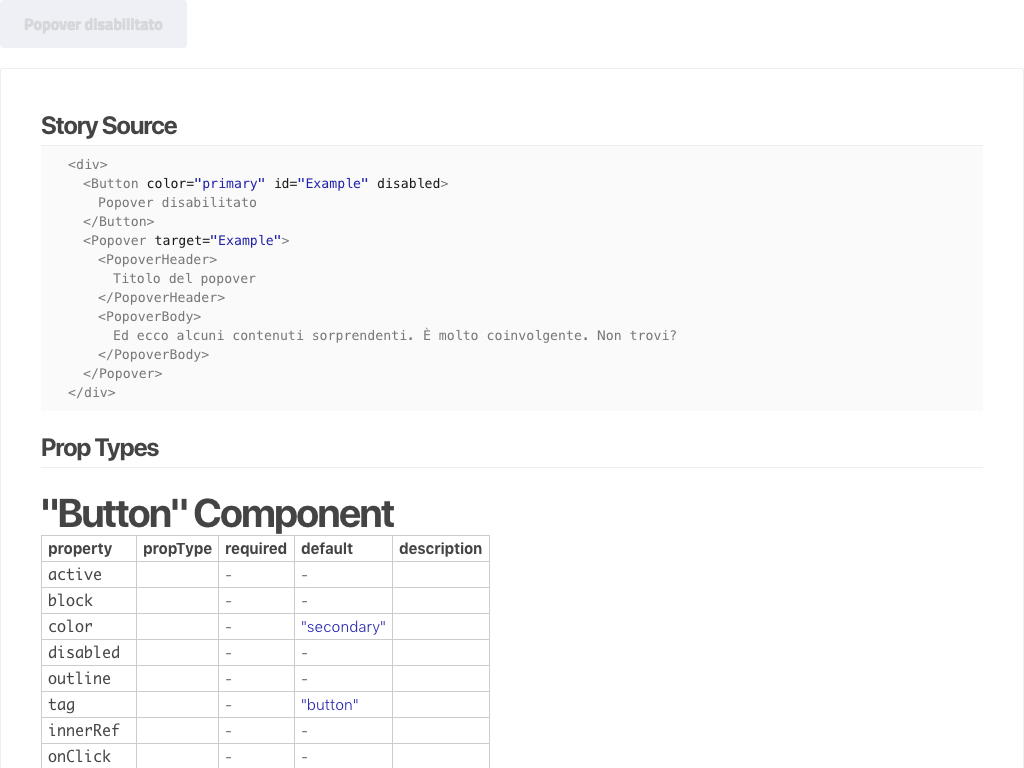 Popover disabilitato
Story Source
<div>
<Button color="primary" id="Example" disabled>
Popover disabilitato
</Button>
<Popover target="Example">
<PopoverHeader>
Titolo del popover
</PopoverHeader>
<PopoverBody>
Ed ecco alcuni contenuti sorprendenti. È molto coinvolgente. Non trovi?
</PopoverBody>
</Popover>
</div>
Prop Types
"Button" Component
property propType required default description
active - -
block - -
color - "secondary"
disabled - -
outline - -
tag - "button"
innerRef - -
onClick - -